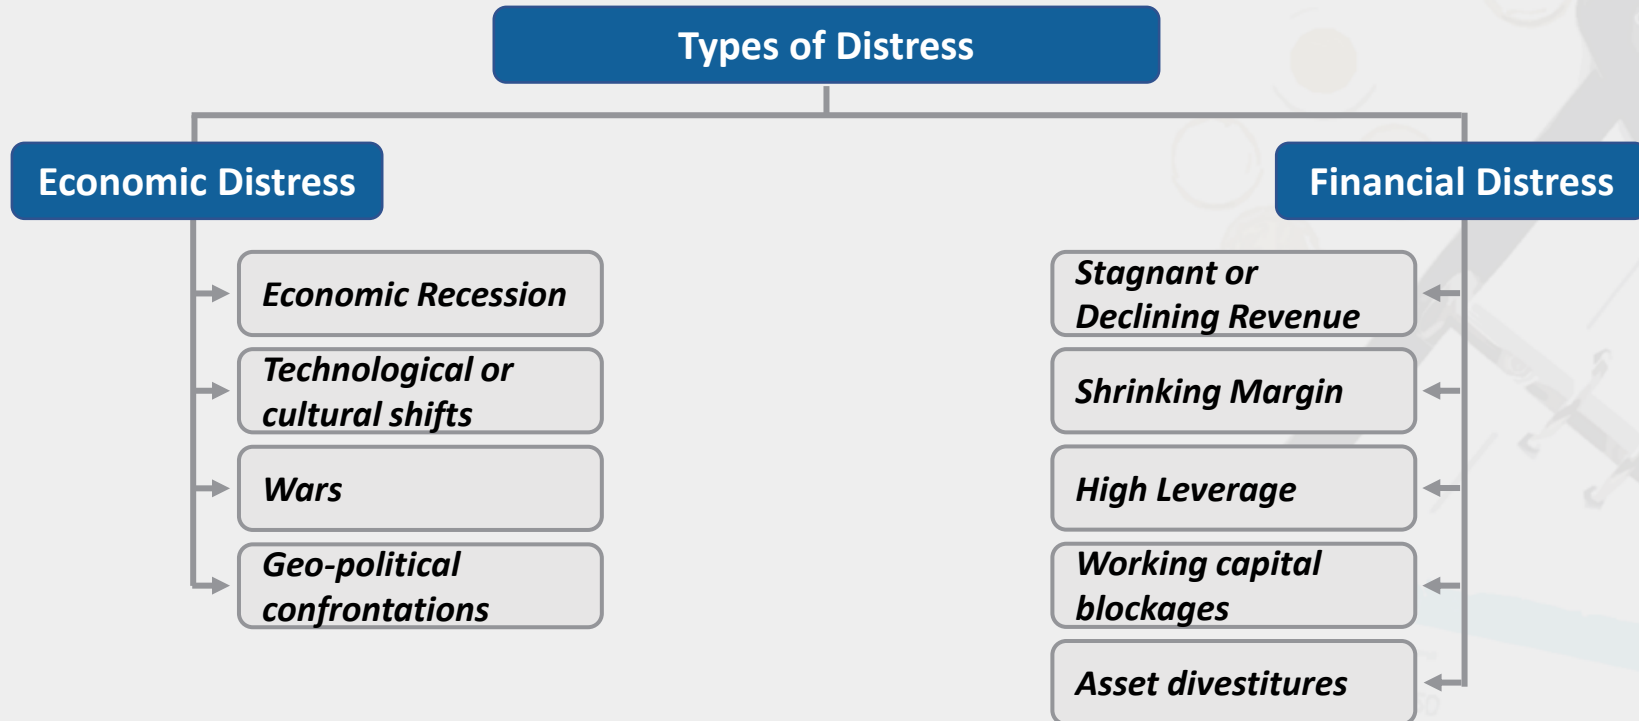 Types of Distress
Economic Distress
Financial Distress
Economic Recession
Technological or
cultural shifts
Wars
Geo-political
confrontations
Stagnant or
Declining Revenue
Shrinking Margin
High Leverage
Working capital
blockages
Asset divestitures